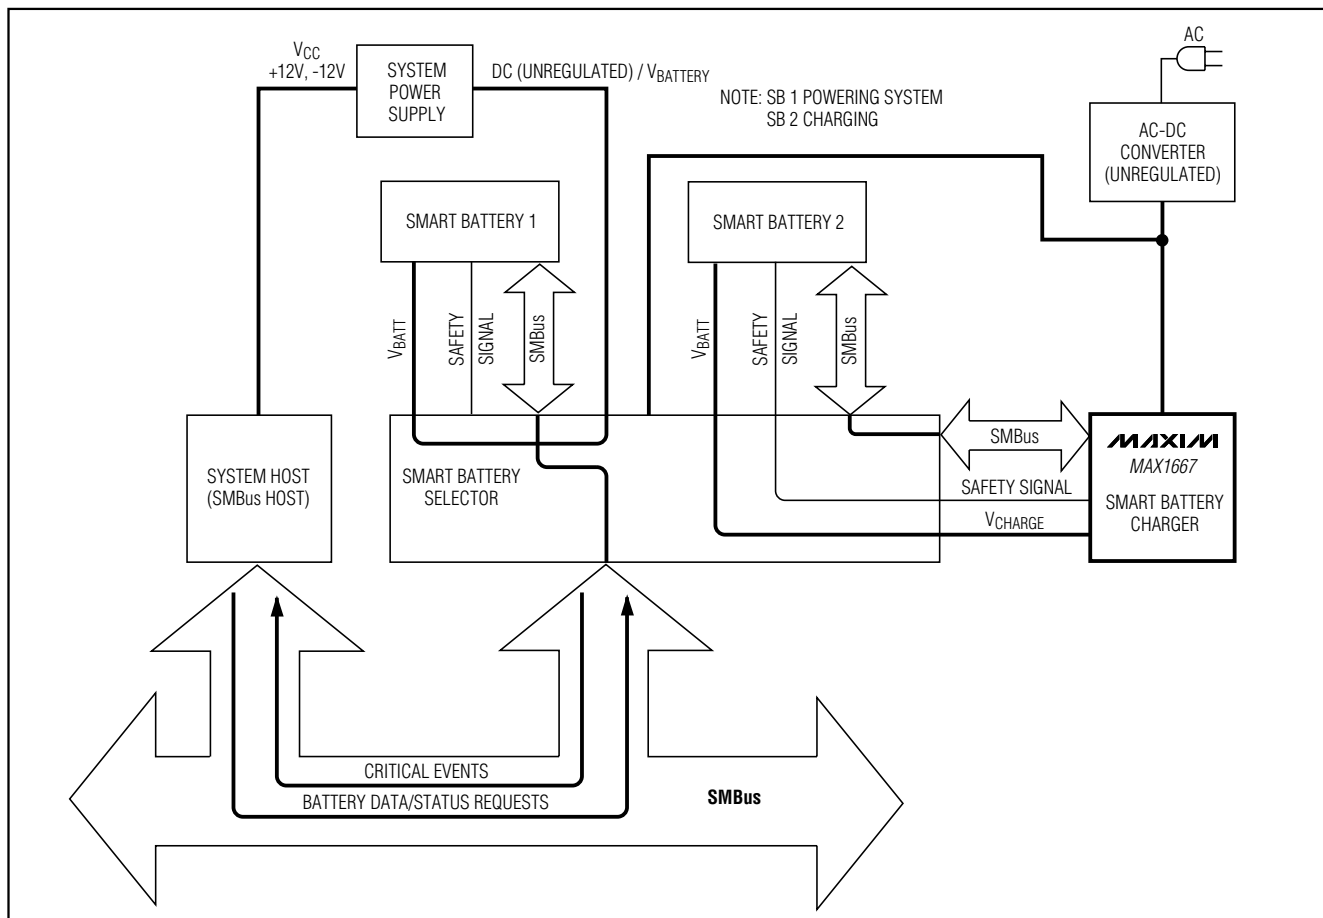 VCC
+12V, -12V
SYSTEM
POWER
SUPPLY
DC (UNREGULATED) / VBATTERY
NOTE: SB 1 POWERING SYSTEM
SB 2 CHARGING
AC
AC-DC
CONVERTER
(UNREGULATED)
SMART BATTERY 1
SMART BATTERY 2
VBATT
SAFETY
SIGNAL
SMBus
VBATT
SAFETY
SIGNAL
SMBus
SYSTEM HOST
(SMBus HOST)
SMART BATTERY
SELECTOR
SMBus
SAFETY SIGNAL
VCHARGE
MAXIM
MAX1667
SMART BATTERY
CHARGER
CRITICAL EVENTS
BATTERY DATA/STATUS REQUESTS
SMBus